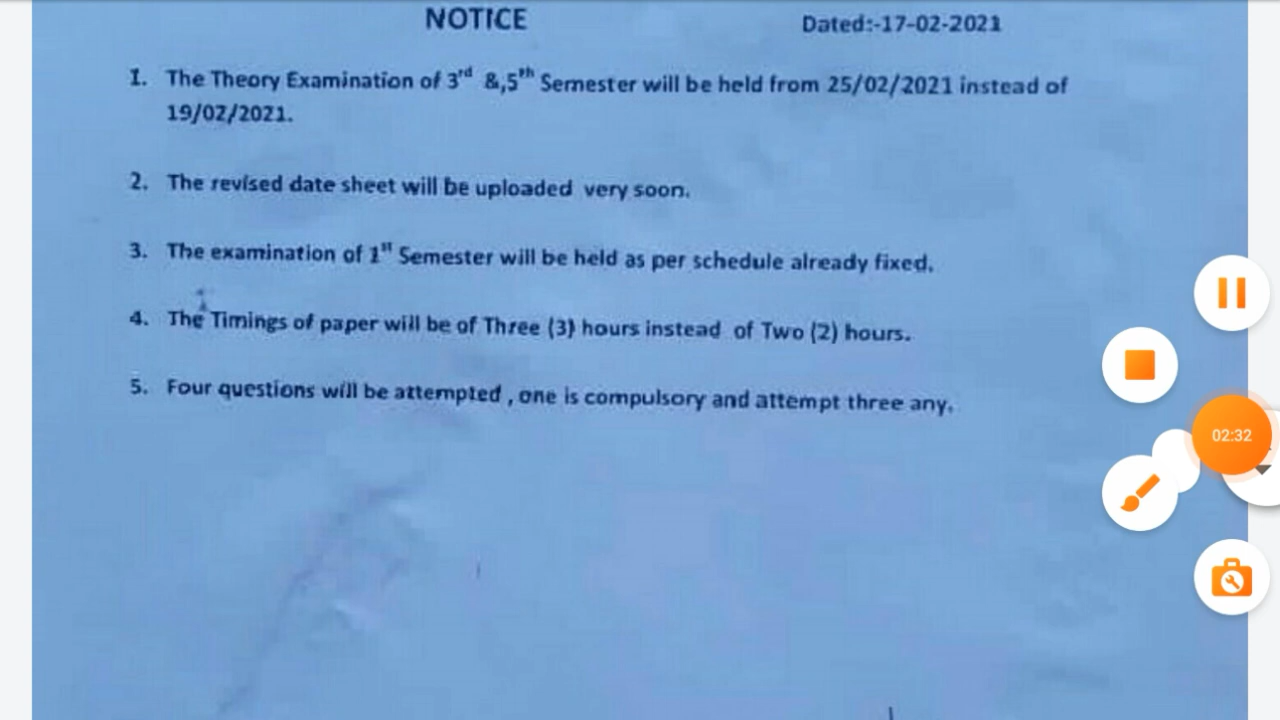 NOTICE Dated:-17-02-2021
1. The Theory Examination of 3rd &,5th Semester will be held from 25/02/2021 instead of
19/02/2021.
2. The revised date sheet will be uploaded very soon.
3. The examination of 1st Semester will be held as per schedule already fixed.
4. The Timings of paper will be of Three (3) hours instead of Two (2) hours.
5. Four questions will be attempted , one is compulsory and attempt three any.
02:32